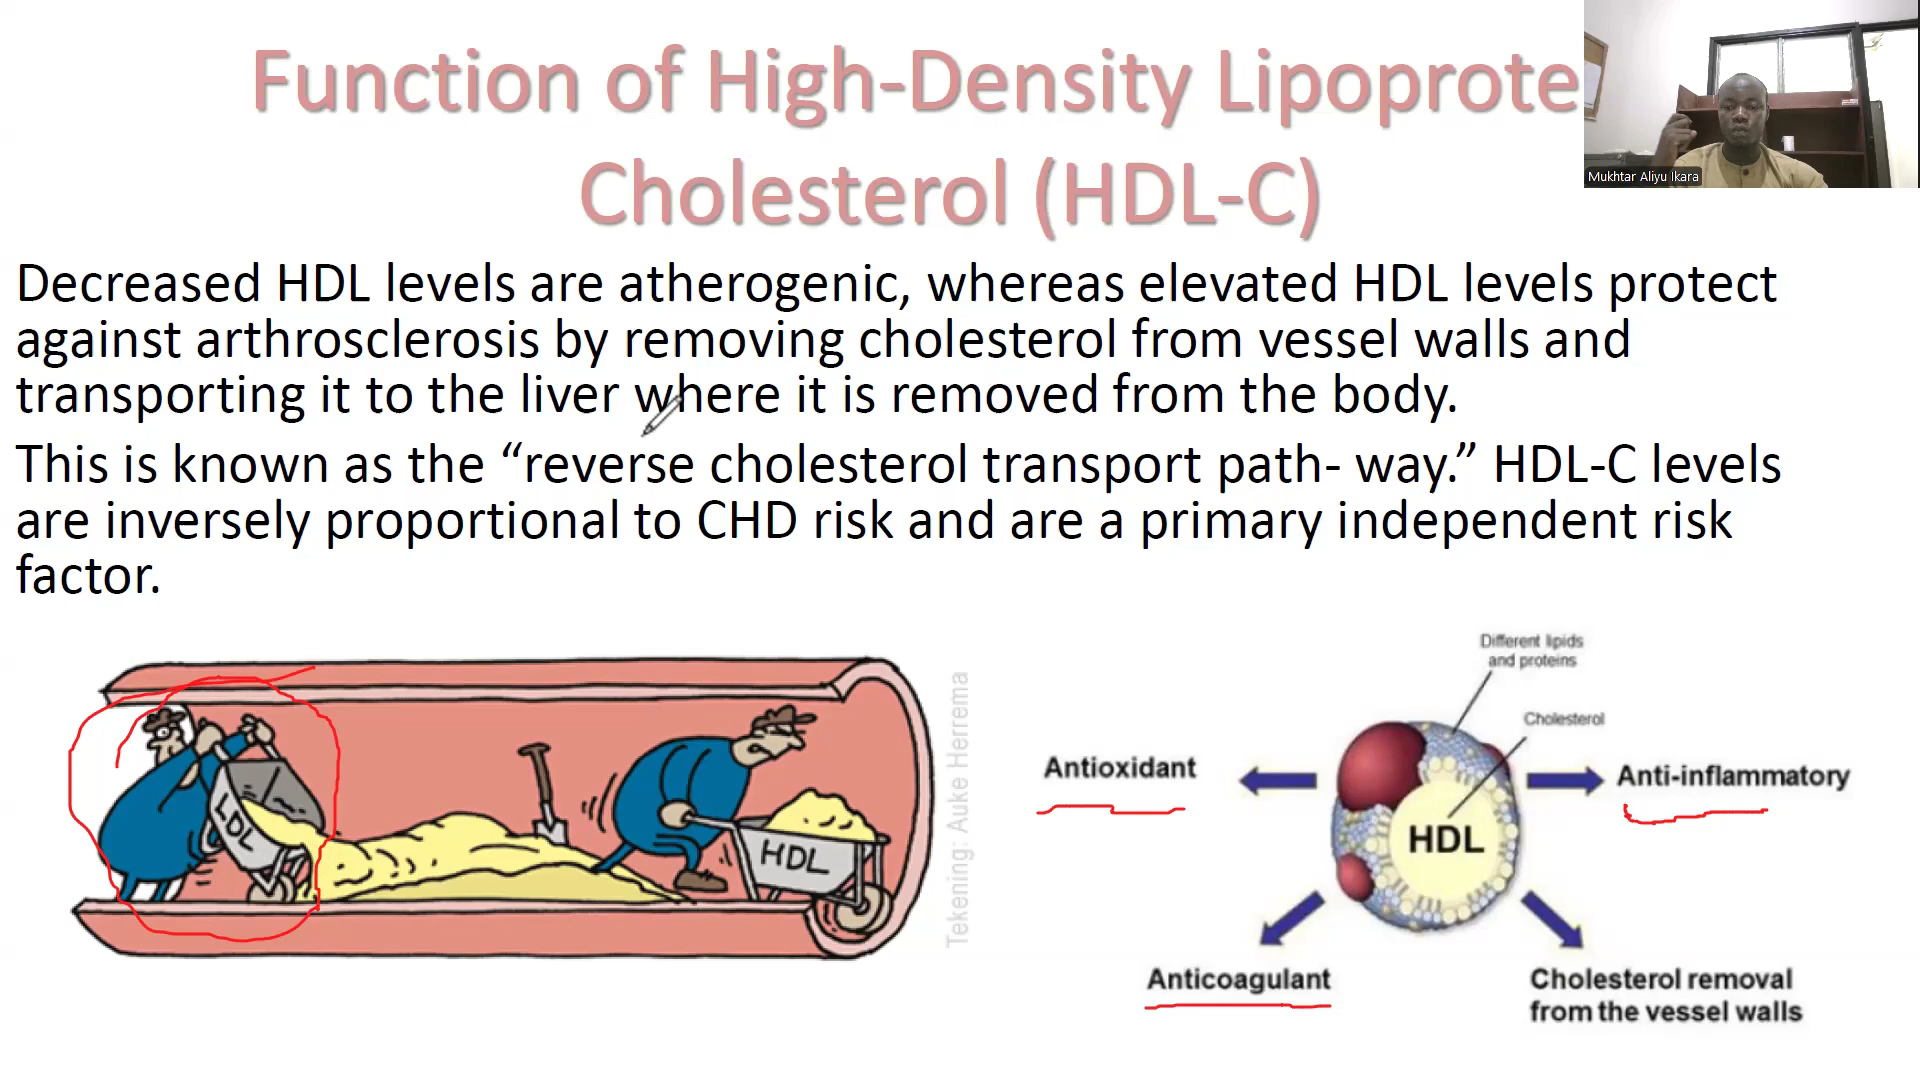 Function of High-Density Lipoprote
Cholesterol (HDL-C)
Mukhtar Aliyu Ikara
Decreased HDL levels are atherogenic, whereas elevated HDL levels protect
against arthrosclerosis by removing cholesterol from vessel walls and
transporting it to the liver where it is removed from the body.
This is known as the “reverse cholesterol transport path- way.” HDL-C levels
are inversely proportional to CHD risk and are a primary independent risk
factor.
LDL
HDL
Tekening: Auke Herrema
Different lipids
and proteins
Cholesterol
Antioxidant
Anti-inflammatory
HDL
Anticoagulant
Cholesterol removal
from the vessel walls